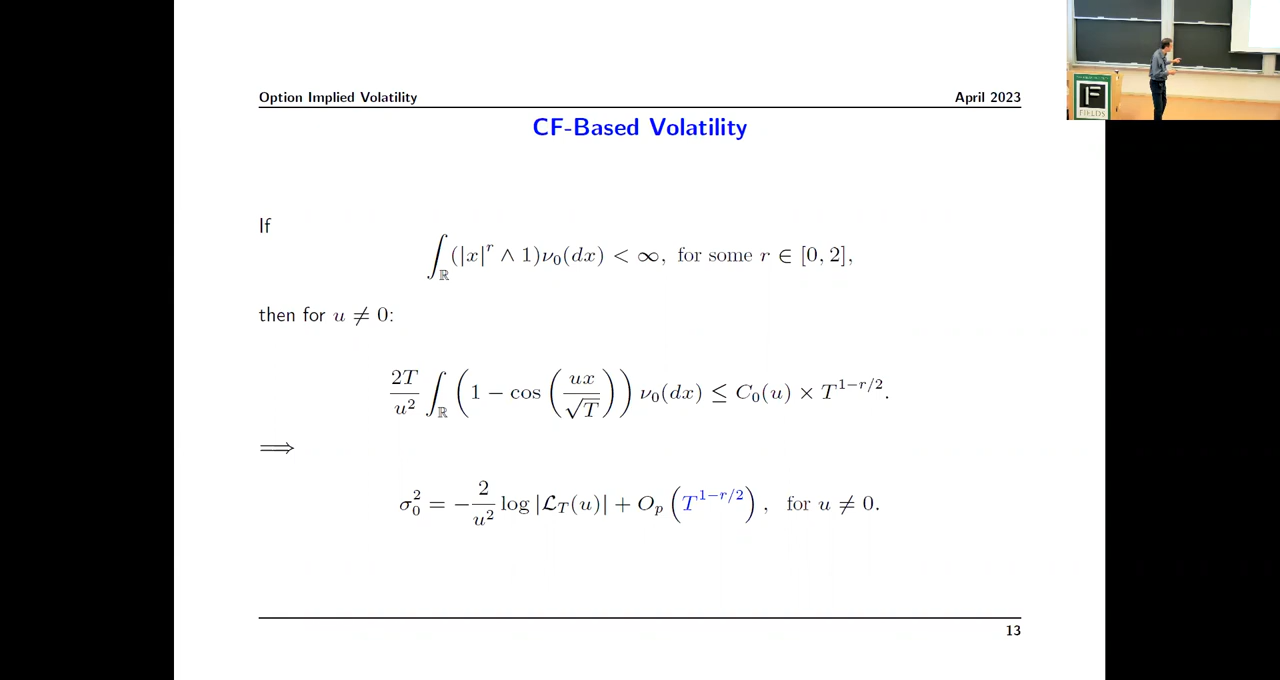 Option Implied Volatility April 2023
CF-Based Volatility
If
∫_ℝ (|x|^r ∧ 1)ν_0(dx) < ∞, for some r ∈ [0, 2],
then for u ≠ 0:
2T/u^2 ∫_ℝ (1 − cos(ux/√T)) ν_0(dx) ≤ C_0(u) × T^{1−r/2}.
⟹
σ_0^2 = −2/u^2 log |ℒ_T(u)| + O_p (T^{1−r/2}), for u ≠ 0.
13
F
FIELDS